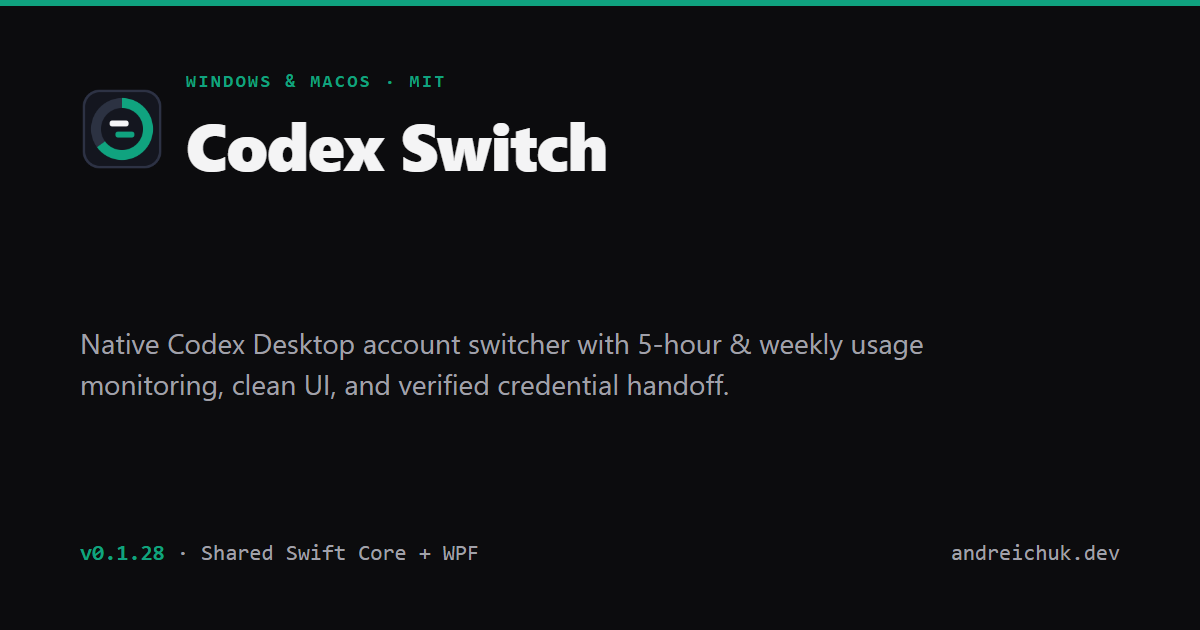 WINDOWS & MACOS · MIT
Codex Switch
Native Codex Desktop account switcher with 5-hour & weekly usage
monitoring, clean UI, and verified credential handoff.
v0.1.28 · Shared Swift Core + WPF
andreichuk.dev